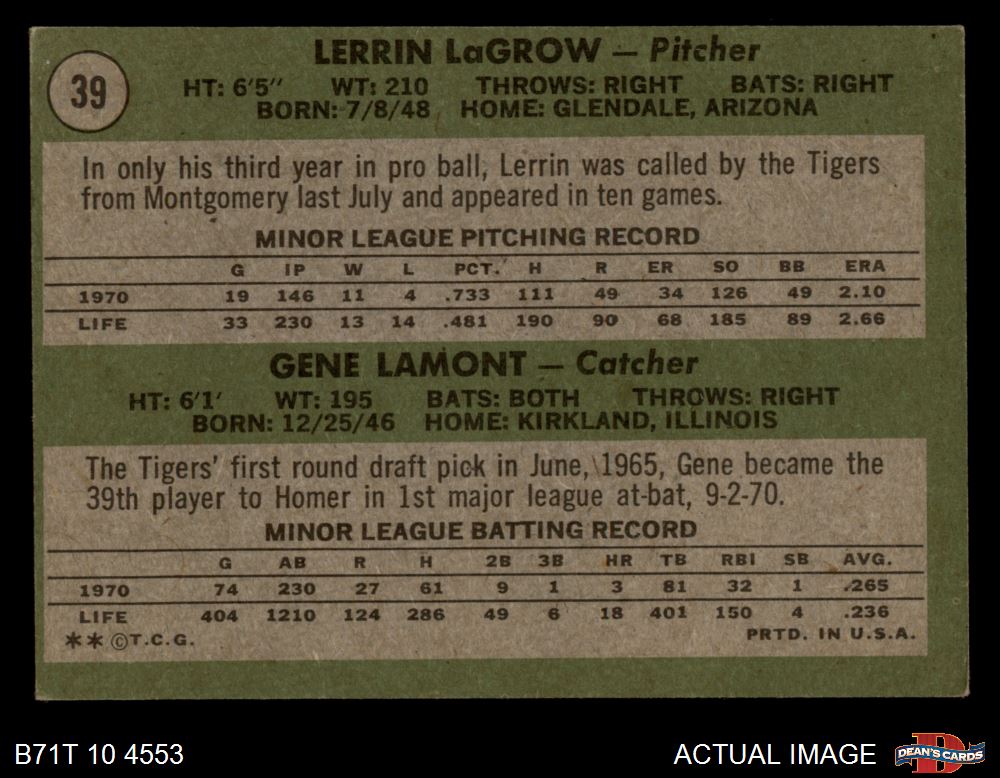 39
LERRIN LaGROW — Pitcher
HT: 6'5" WT: 210 THROWS: RIGHT BATS: RIGHT
BORN: 7/8/48 HOME: GLENDALE, ARIZONA
In only his third year in pro ball, Lerrin was called by the Tigers
from Montgomery last July and appeared in ten games.
MINOR LEAGUE PITCHING RECORD
G IP W L PCT. H R ER SO BB ERA
1970 19 146 11 4 .733 111 49 34 126 49 2.10
LIFE 33 230 13 14 .481 190 90 68 185 89 2.66
GENE LAMONT — Catcher
HT: 6'1' WT: 195 BATS: BOTH THROWS: RIGHT
BORN: 12/25/46 HOME: KIRKLAND, ILLINOIS
The Tigers' first round draft pick in June, 1965, Gene became the
39th player to Homer in 1st major league at-bat, 9-2-70.
MINOR LEAGUE BATTING RECORD
G AB R H 2B 3B HR TB RBI SB AVG.
1970 74 230 27 61 9 1 3 81 32 1 .265
LIFE 404 1210 124 286 49 6 18 401 150 4 .236
** ©T.C.G. PRTD. IN U.S.A.
B71T 10 4553 ACTUAL IMAGE DEAN'S CARDS